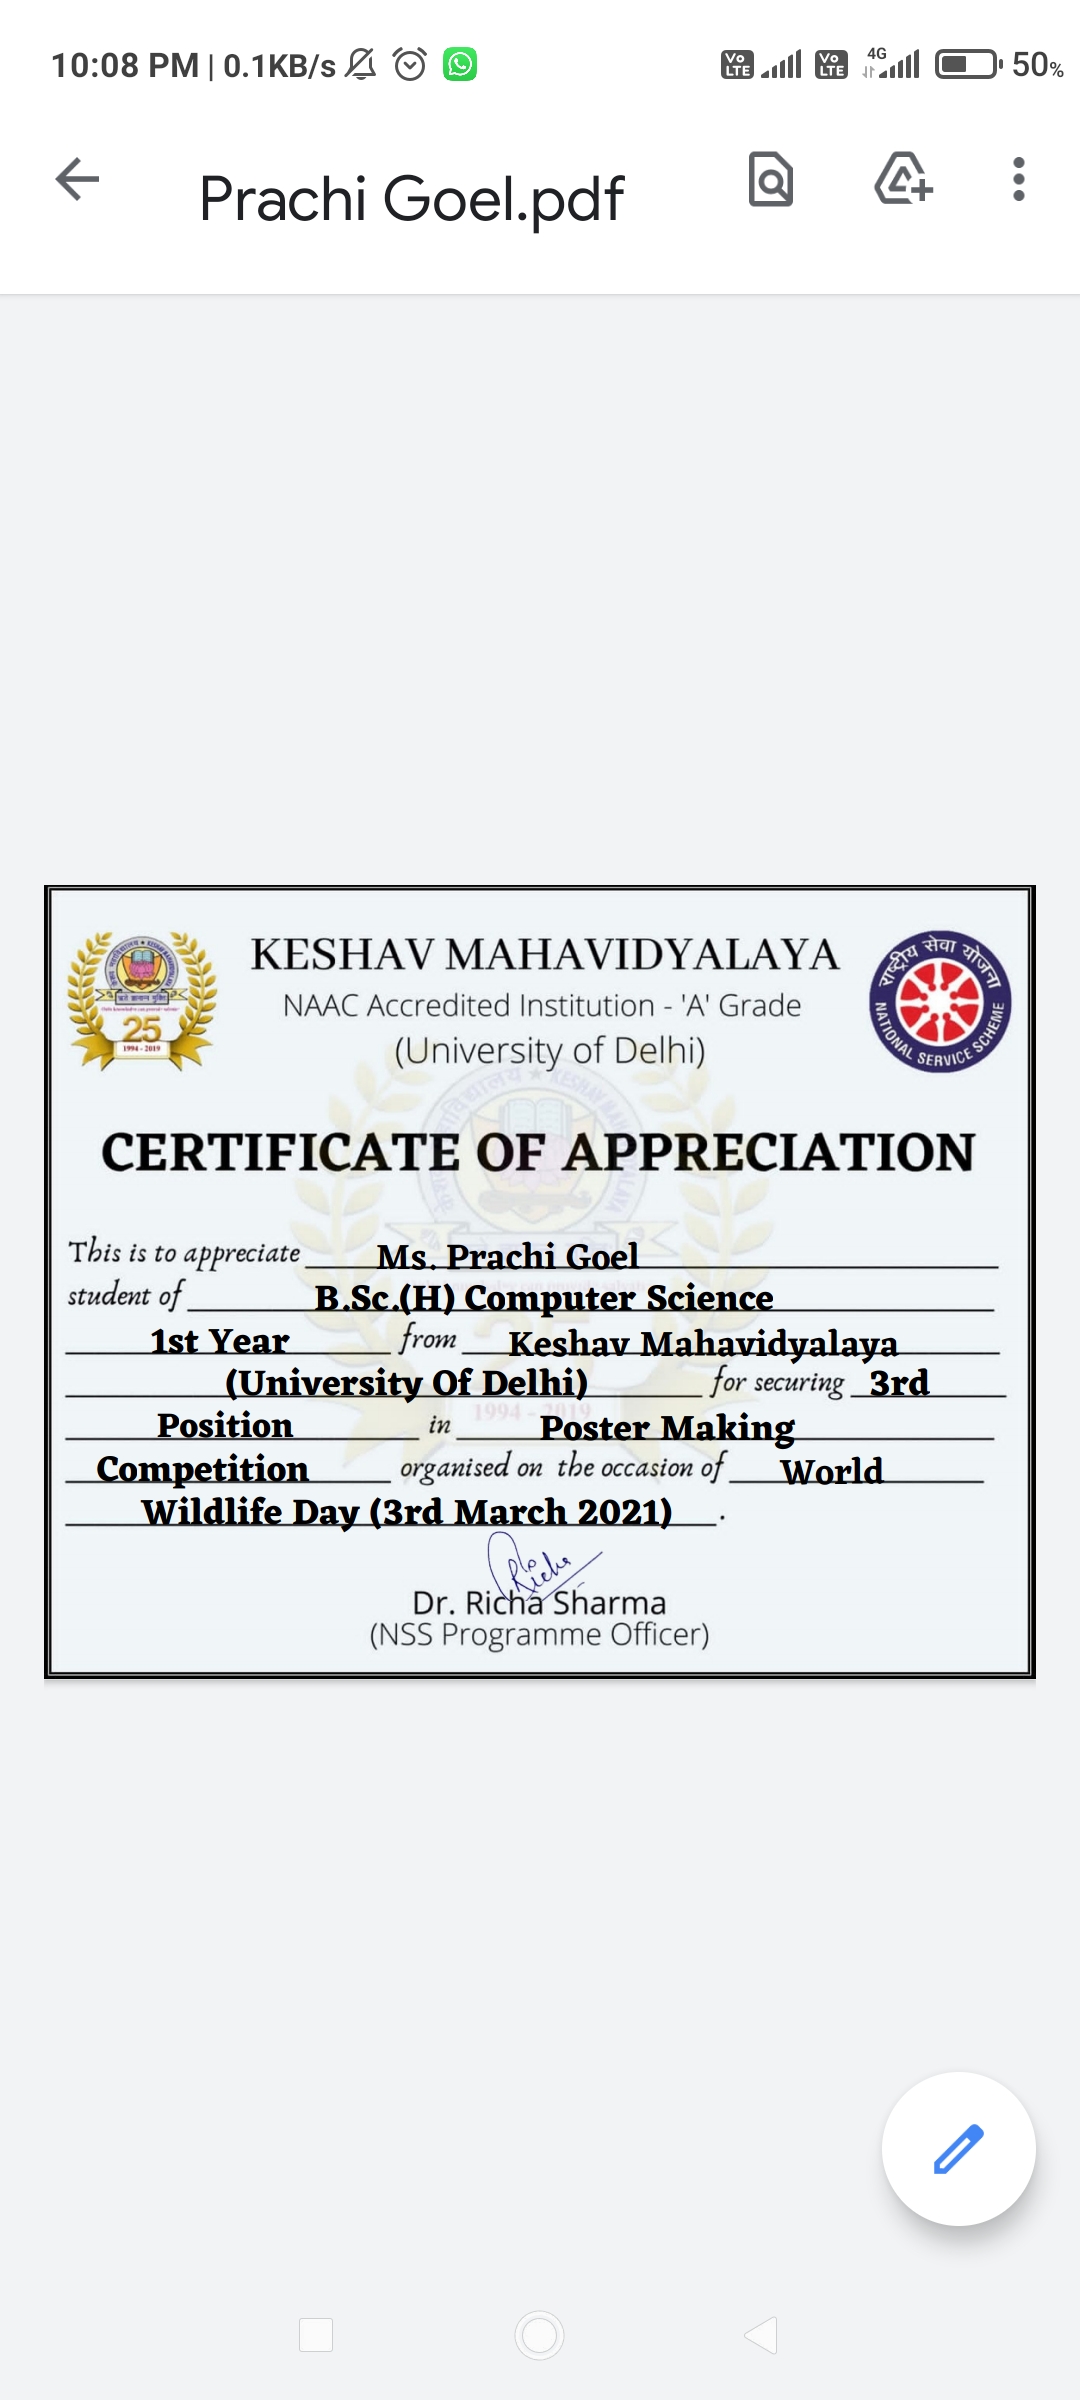 10:08 PM | 0.1KB/s
Vo LTE Vo LTE 4G 50%
Prachi Goel.pdf
KESHAV MAHAVIDYALAYA
NAAC Accredited Institution - 'A' Grade
(University of Delhi)
25
1994 - 2019
राष्ट्रीय सेवा योजना
NATIONAL SERVICE SCHEME
CERTIFICATE OF APPRECIATION
This is to appreciate Ms. Prachi Goel
student of B.Sc.(H) Computer Science
1st Year from Keshav Mahavidyalaya
(University Of Delhi) for securing 3rd
Position in Poster Making
Competition organised on the occasion of World
Wildlife Day (3rd March 2021) .
Richa
Dr. Richa Sharma
(NSS Programme Officer)